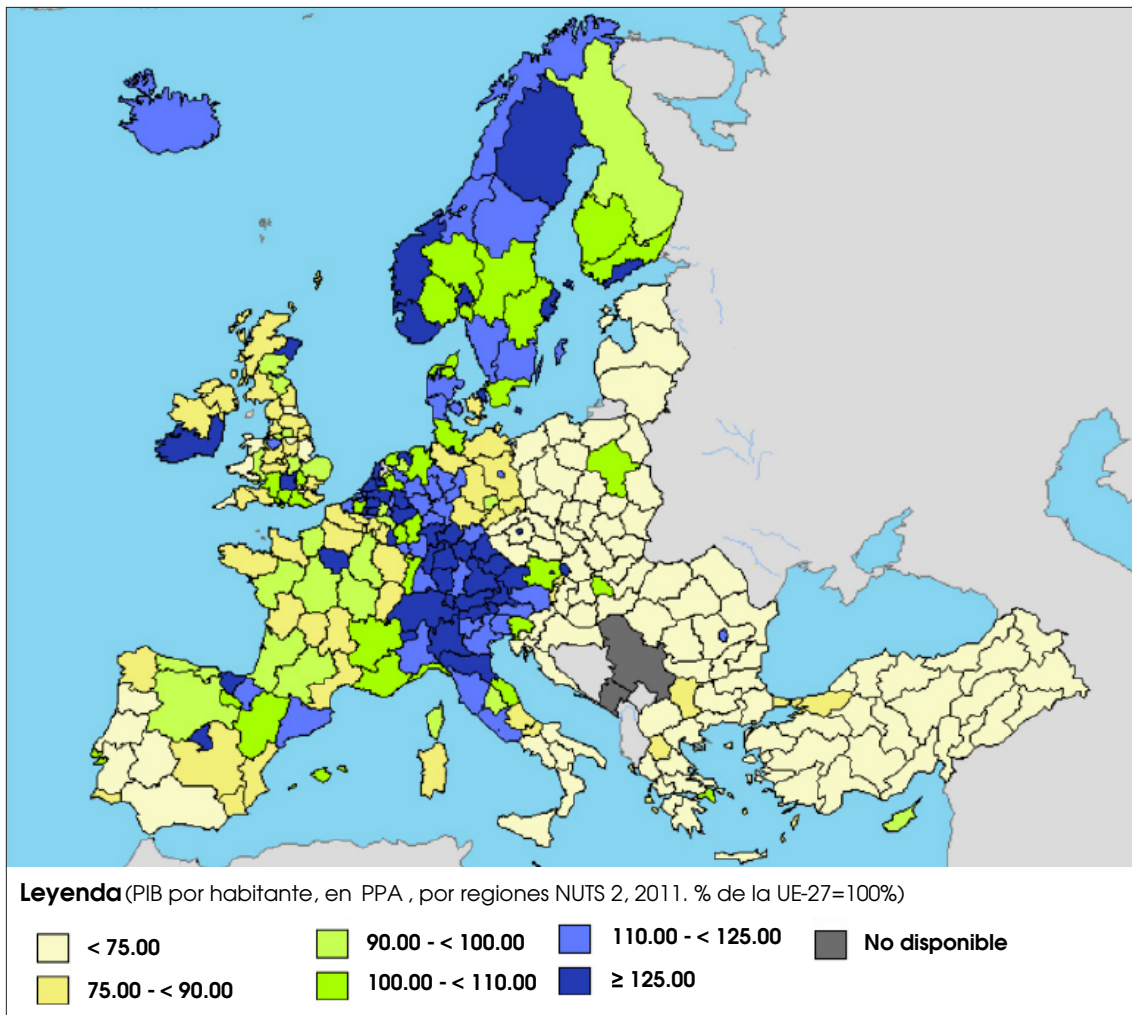 Leyenda (PIB por habitante, en PPA , por regiones NUTS 2, 2011. % de la UE-27=100%)
< 75.00
90.00 - < 100.00
110.00 - < 125.00
No disponible
75.00 - < 90.00
100.00 - < 110.00
≥ 125.00